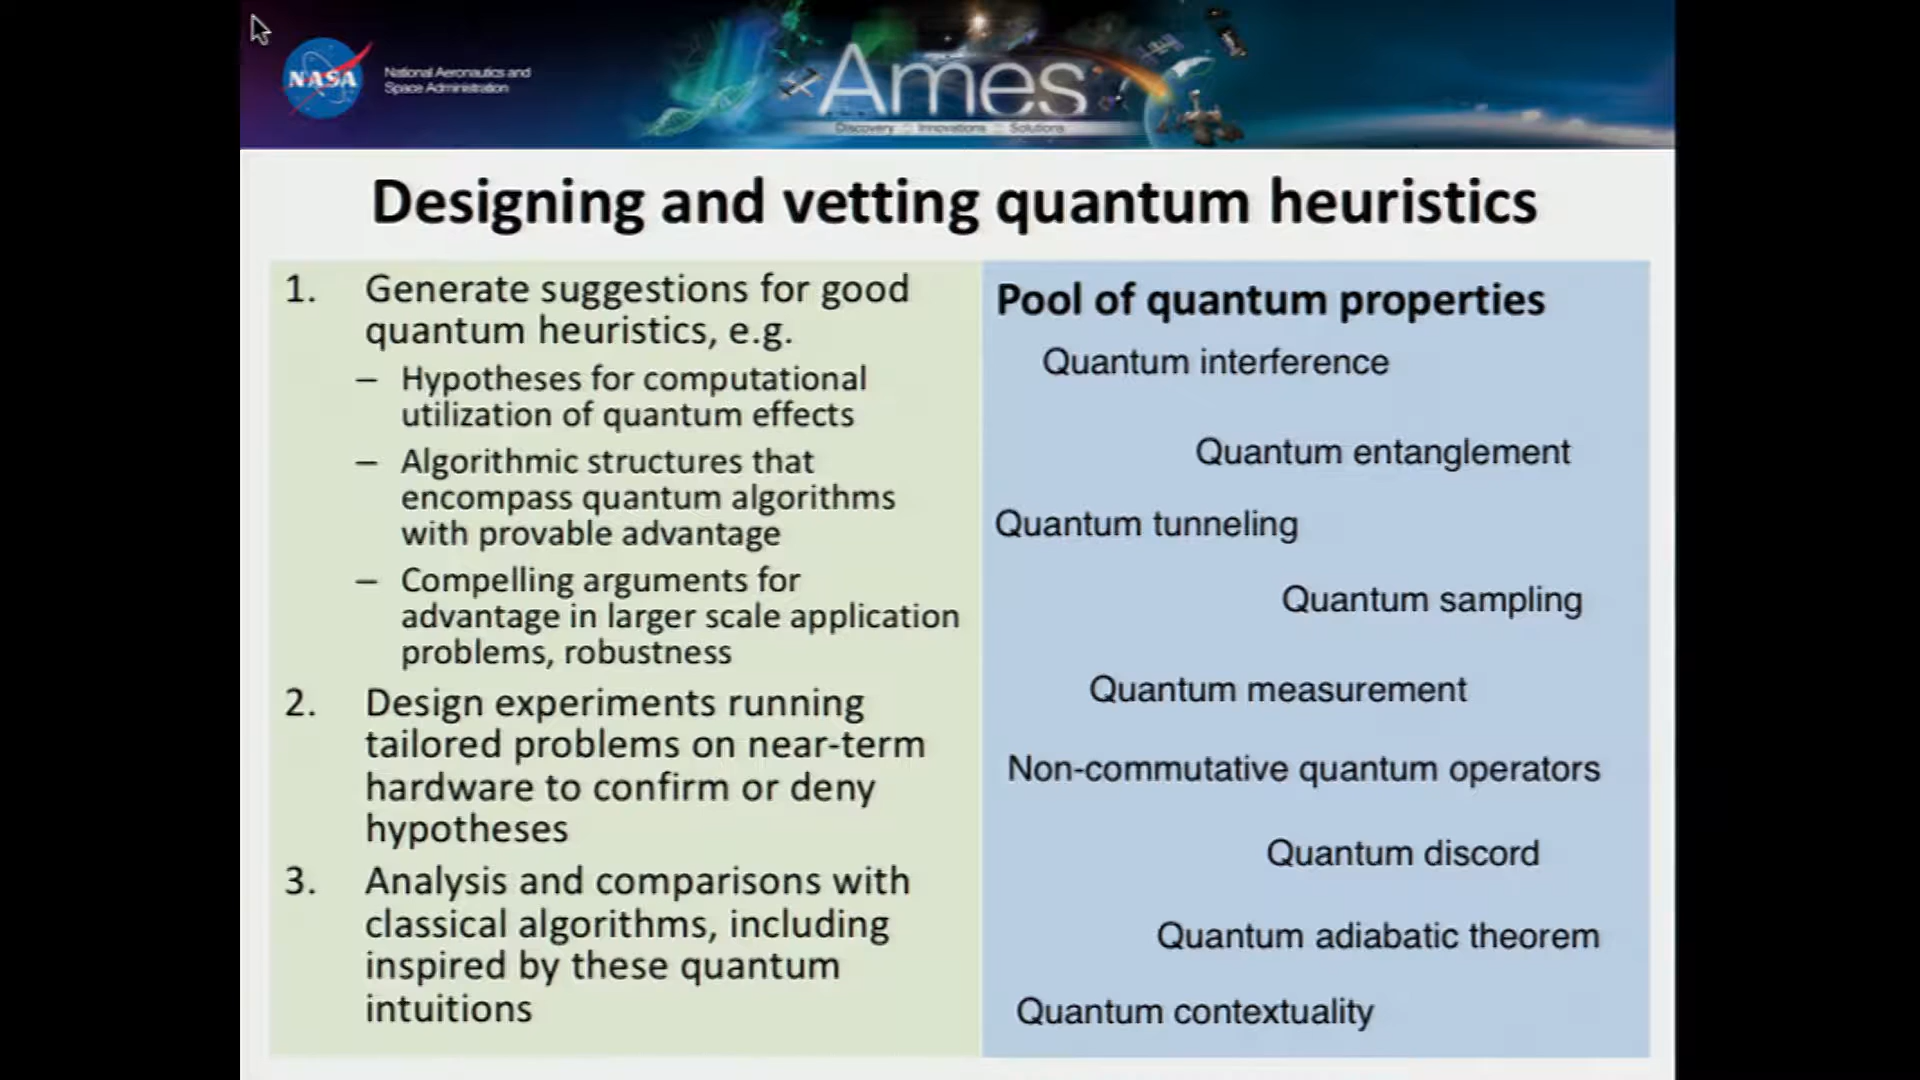 NASA
National Aeronautics and
Space Administration
Ames
Discovery :: Innovations :: Solutions
Designing and vetting quantum heuristics
1. Generate suggestions for good
quantum heuristics, e.g.
– Hypotheses for computational
utilization of quantum effects
– Algorithmic structures that
encompass quantum algorithms
with provable advantage
– Compelling arguments for
advantage in larger scale application
problems, robustness
2. Design experiments running
tailored problems on near-term
hardware to confirm or deny
hypotheses
3. Analysis and comparisons with
classical algorithms, including
inspired by these quantum
intuitions
Pool of quantum properties
Quantum interference
Quantum entanglement
Quantum tunneling
Quantum sampling
Quantum measurement
Non-commutative quantum operators
Quantum discord
Quantum adiabatic theorem
Quantum contextuality